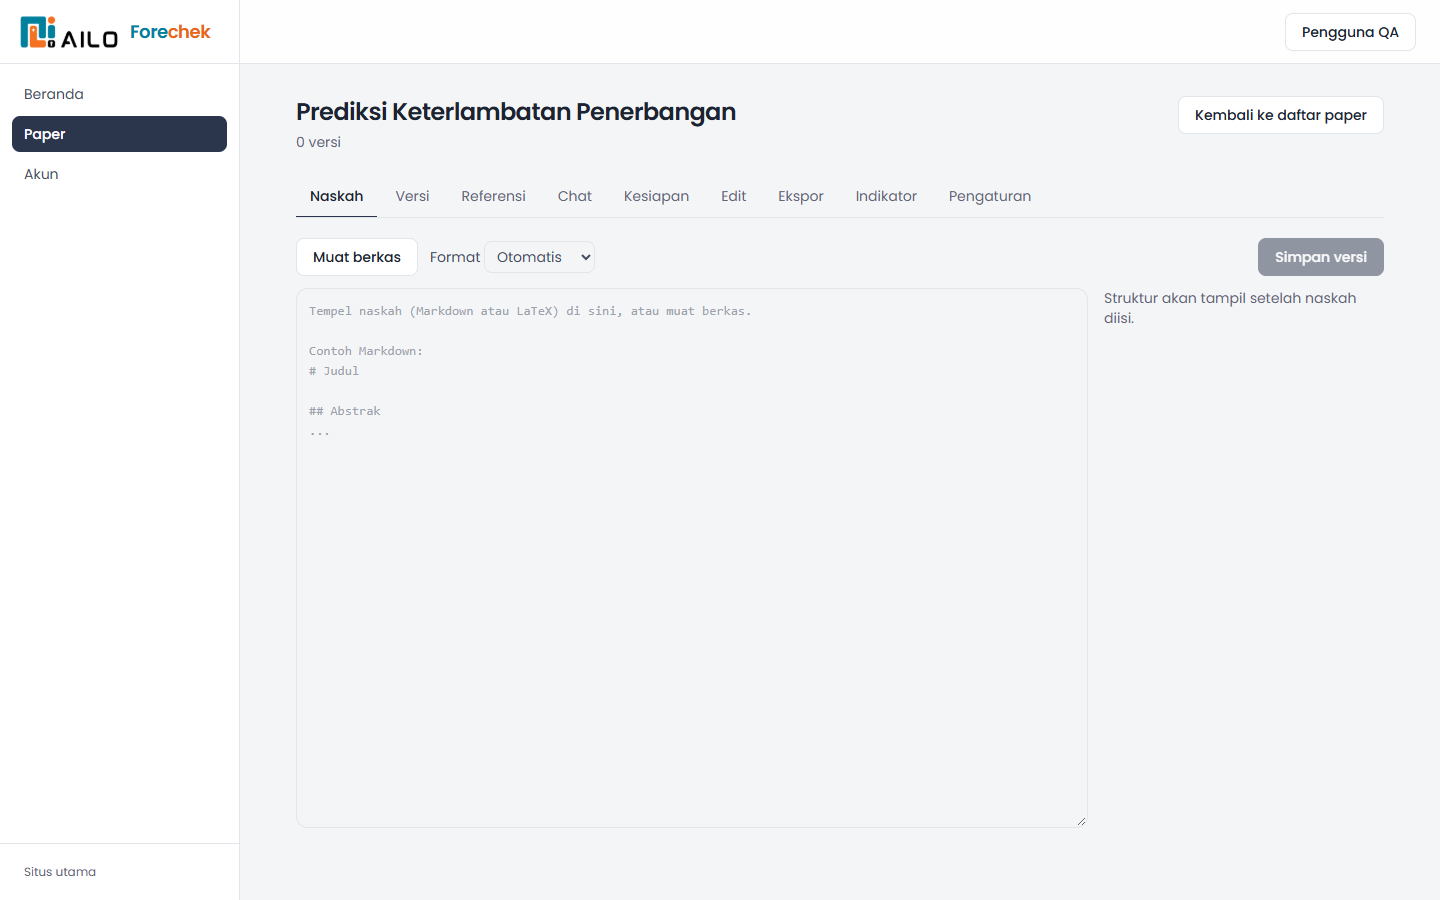 AILO Forechek
Pengguna QA
Beranda
Paper
Akun
Prediksi Keterlambatan Penerbangan
Kembali ke daftar paper
0 versi
Naskah Versi Referensi Chat Kesiapan Edit Ekspor Indikator Pengaturan
Muat berkas Format Otomatis Simpan versi
Tempel naskah (Markdown atau LaTeX) di sini, atau muat berkas.
Contoh Markdown:
# Judul
## Abstrak
...
Struktur akan tampil setelah naskah
diisi.
Situs utama